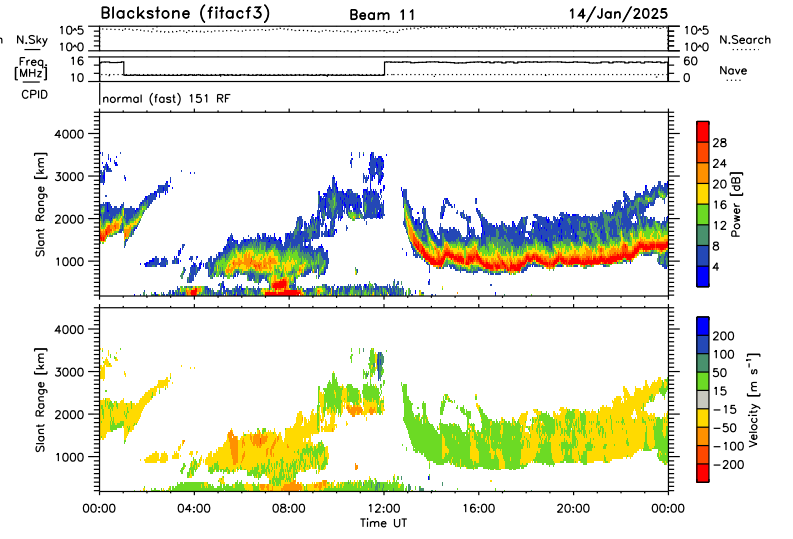 Blackstone (fitacf3) Beam 11 14/Jan/2025
n N.Sky 10^5 10^0 10^5 10^0 N.Search
Freq. [MHz] 16 10 60 0 Nave
CPID normal (fast) 151 RF
Slant Range [km] 4000 3000 2000 1000
28 24 20 16 12 8 4 Power [dB]
Slant Range [km] 4000 3000 2000 1000
200 100 50 15 -15 -50 -100 -200 Velocity [m s⁻¹]
00:00 04:00 08:00 12:00 16:00 20:00 00:00
Time UT